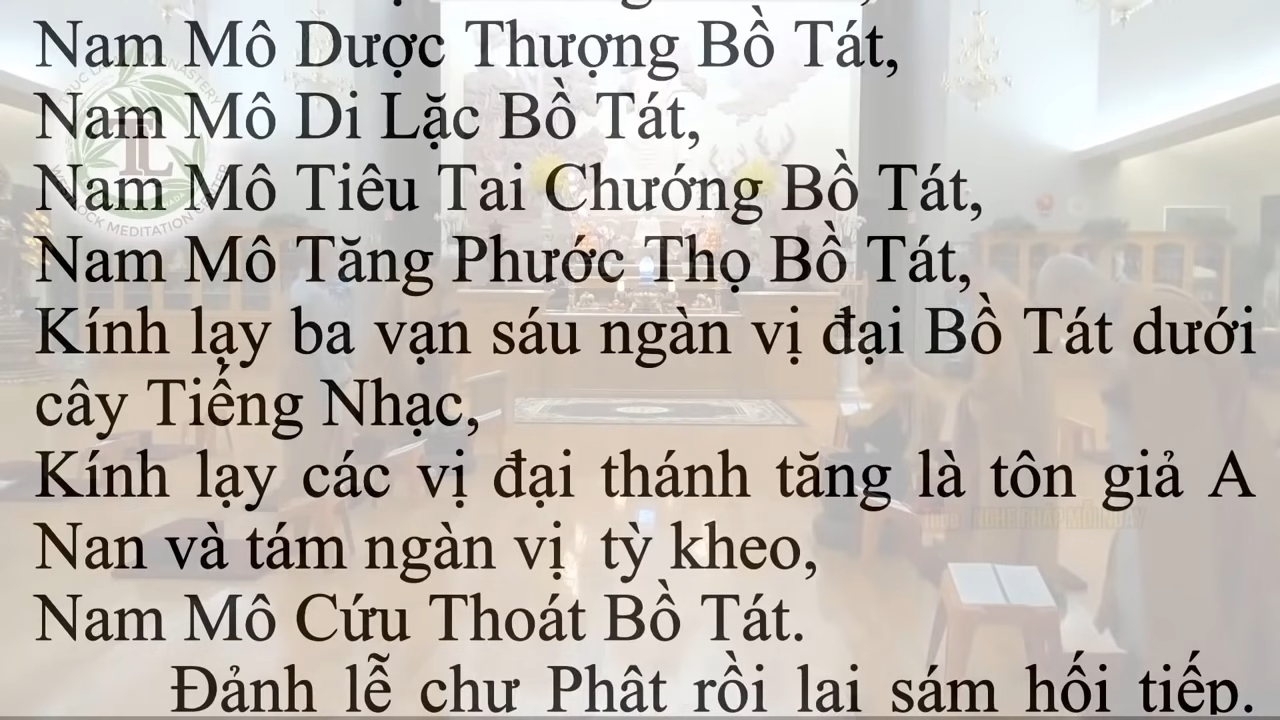 Nam Mô Dược Thượng Bồ Tát,
Nam Mô Di Lặc Bồ Tát,
Nam Mô Tiêu Tai Chướng Bồ Tát,
Nam Mô Tăng Phước Thọ Bồ Tát,
Kính lạy ba vạn sáu ngàn vị đại Bồ Tát dưới
cây Tiếng Nhạc,
Kính lạy các vị đại thánh tăng là tôn giả A
Nan và tám ngàn vị tỳ kheo,
Nam Mô Cứu Thoát Bồ Tát.
Đảnh lễ chư Phật rồi lại sám hối tiếp.
TL
MEDITATION